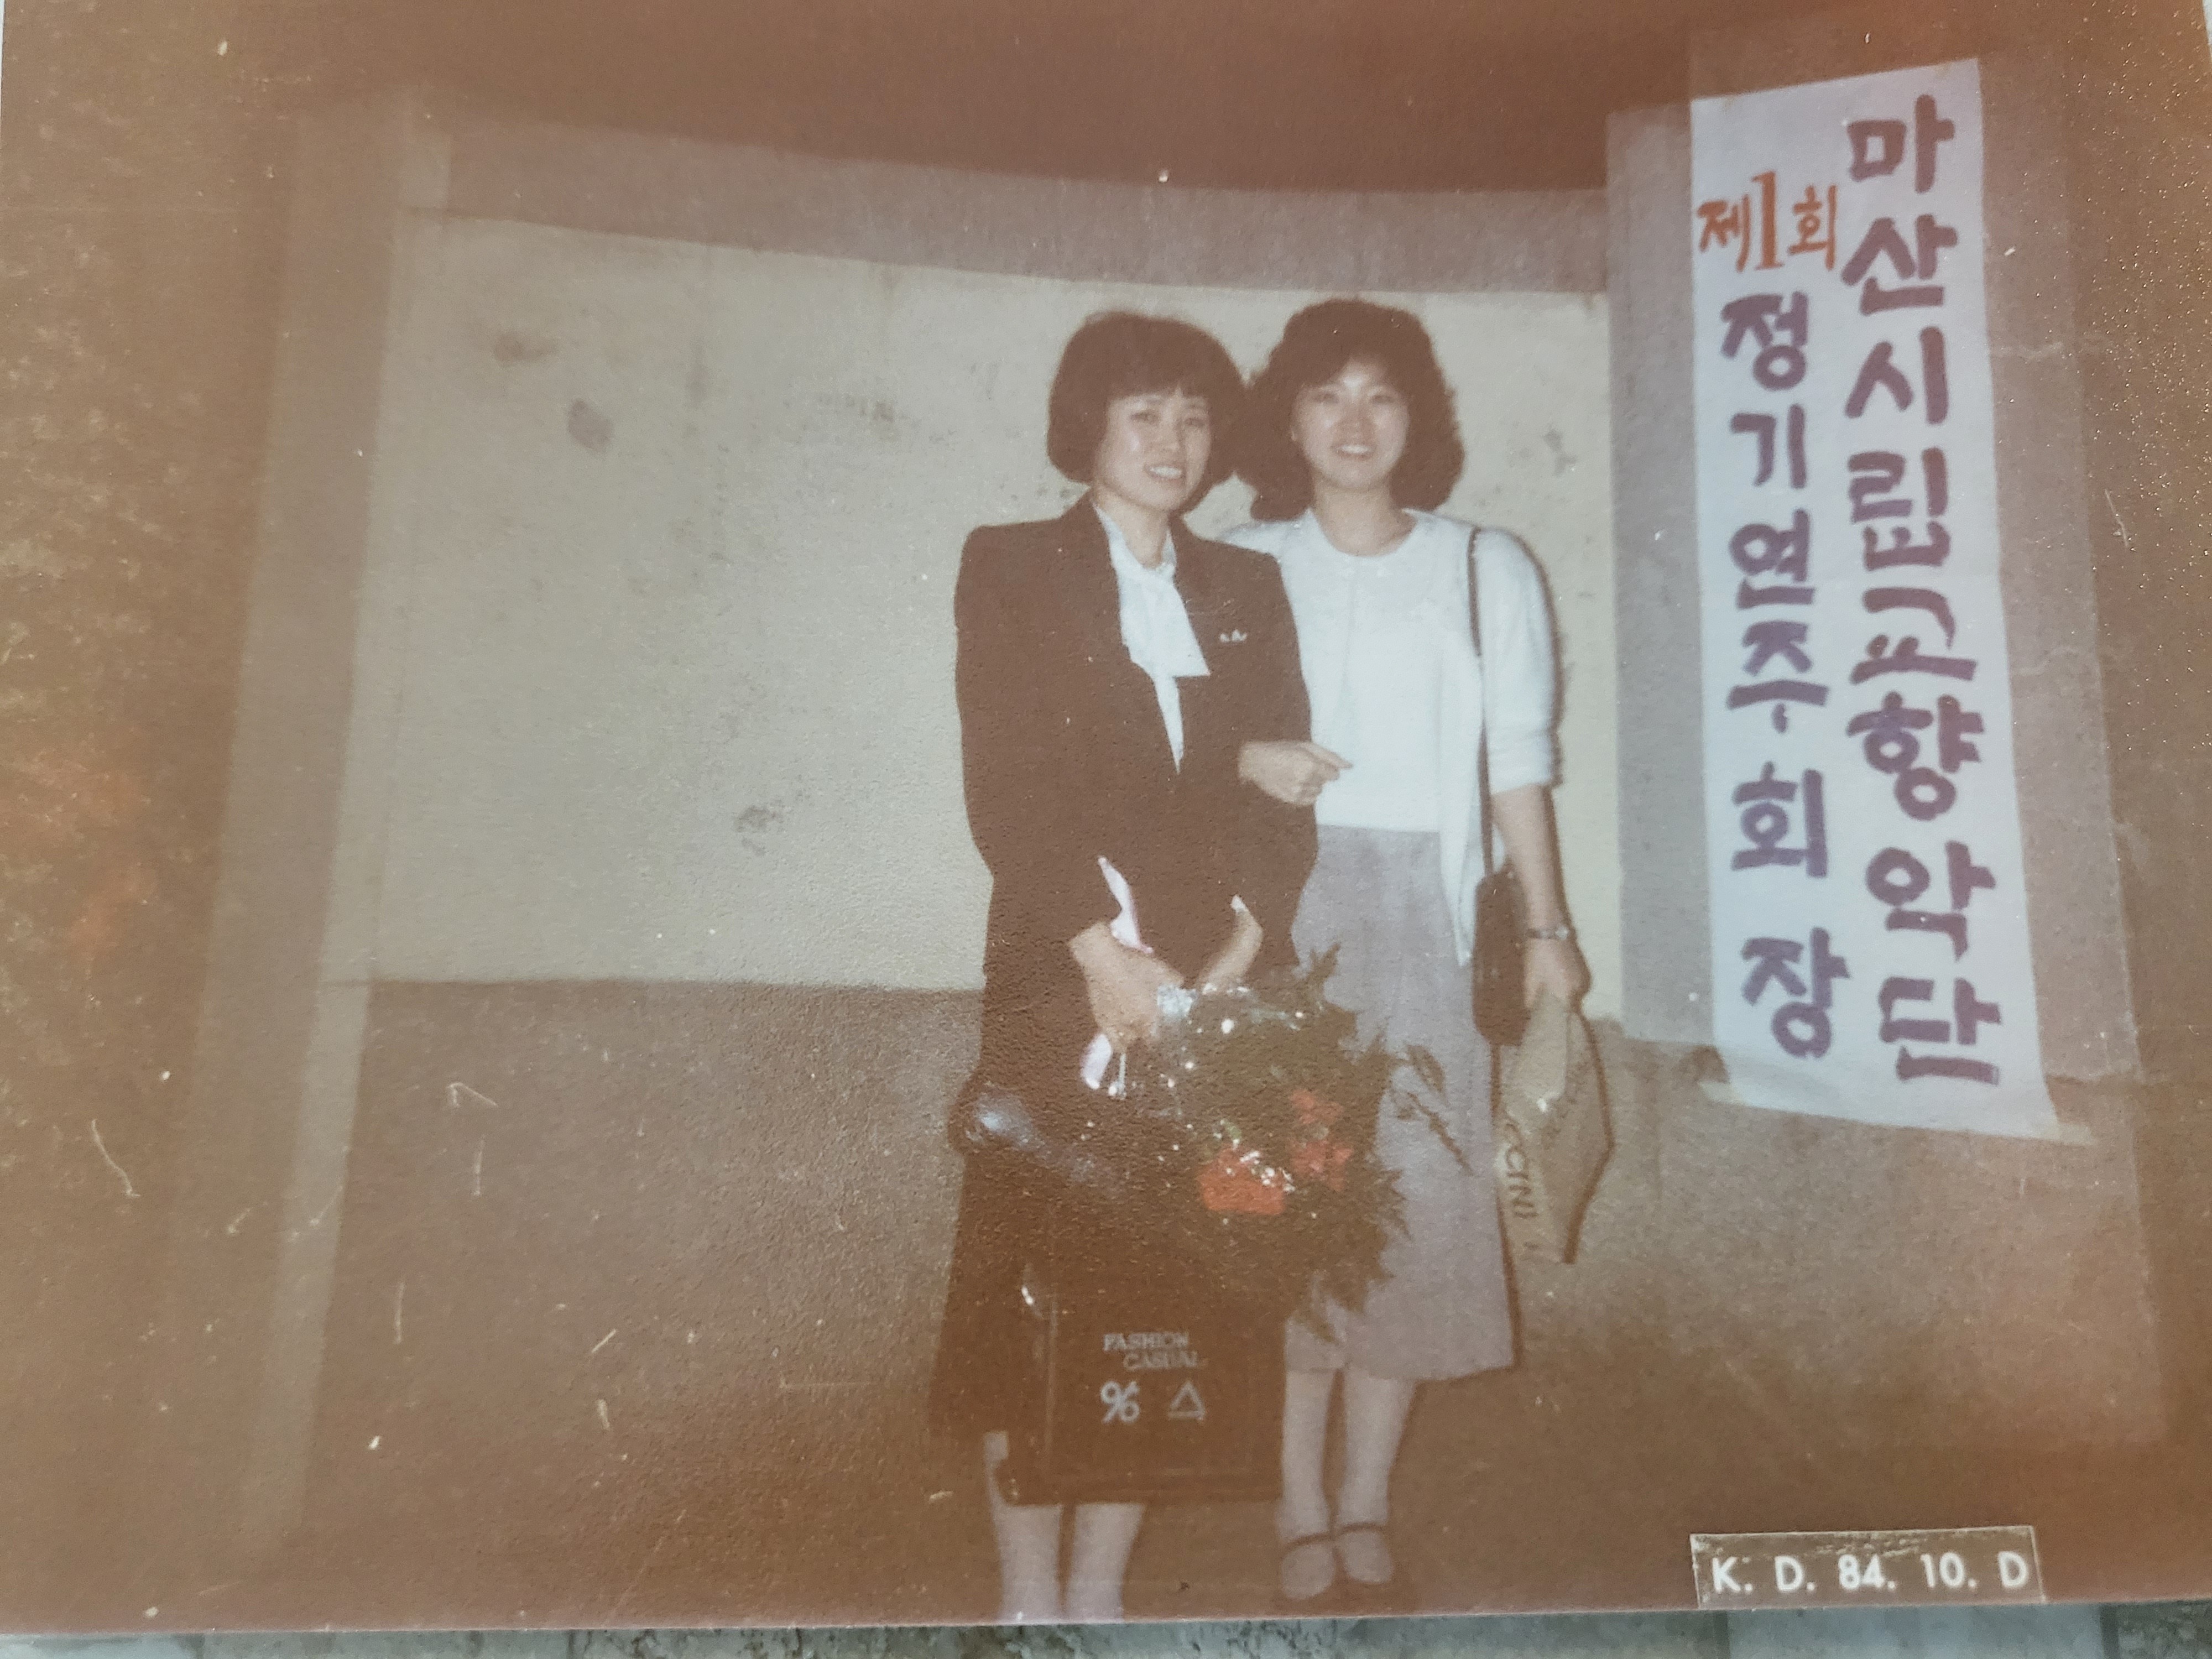 마산시립교향악단
제1회
정기연주회장
FASHION
CASUAL
K. D. 84. 10. D